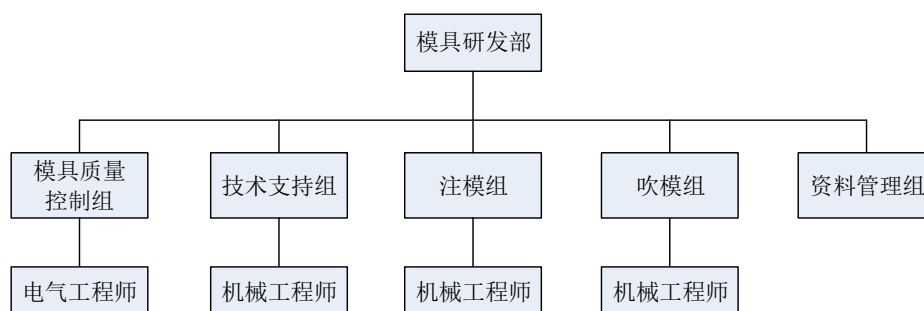 模具研发部
模具质量
控制组
技术支持组
注模组
吹模组
资料管理组
电气工程师
机械工程师
机械工程师
机械工程师